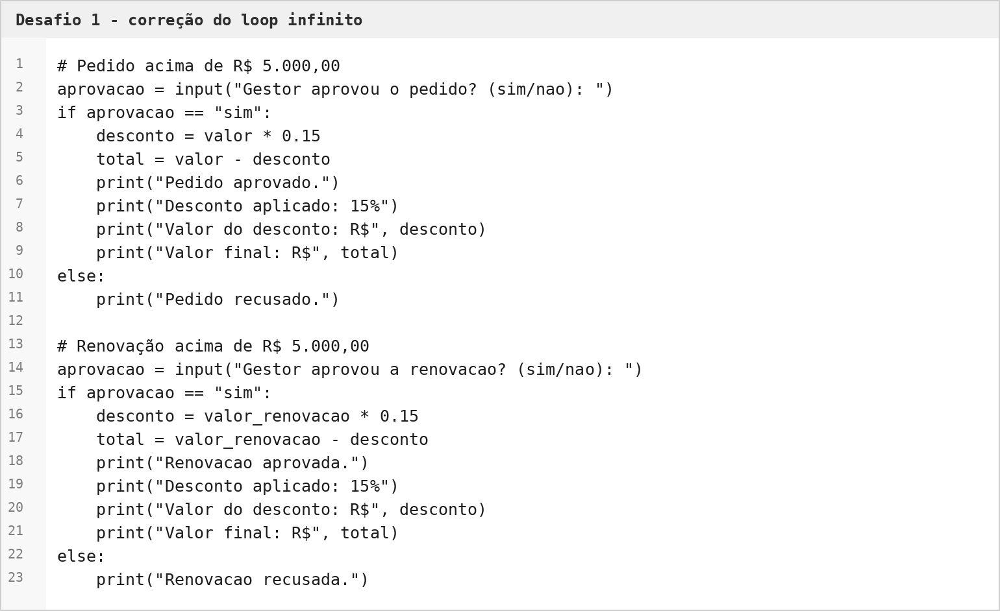 Desafio 1 - correção do loop infinito
1 # Pedido acima de R$ 5.000,00
2 aprovacao = input("Gestor aprovou o pedido? (sim/nao): ")
3 if aprovacao == "sim":
4     desconto = valor * 0.15
5     total = valor - desconto
6     print("Pedido aprovado.")
7     print("Desconto aplicado: 15%")
8     print("Valor do desconto: R$", desconto)
9     print("Valor final: R$", total)
10 else:
11     print("Pedido recusado.")
12
13 # Renovação acima de R$ 5.000,00
14 aprovacao = input("Gestor aprovou a renovacao? (sim/nao): ")
15 if aprovacao == "sim":
16     desconto = valor_renovacao * 0.15
17     total = valor_renovacao - desconto
18     print("Renovacao aprovada.")
19     print("Desconto aplicado: 15%")
20     print("Valor do desconto: R$", desconto)
21     print("Valor final: R$", total)
22 else:
23     print("Renovacao recusada.")